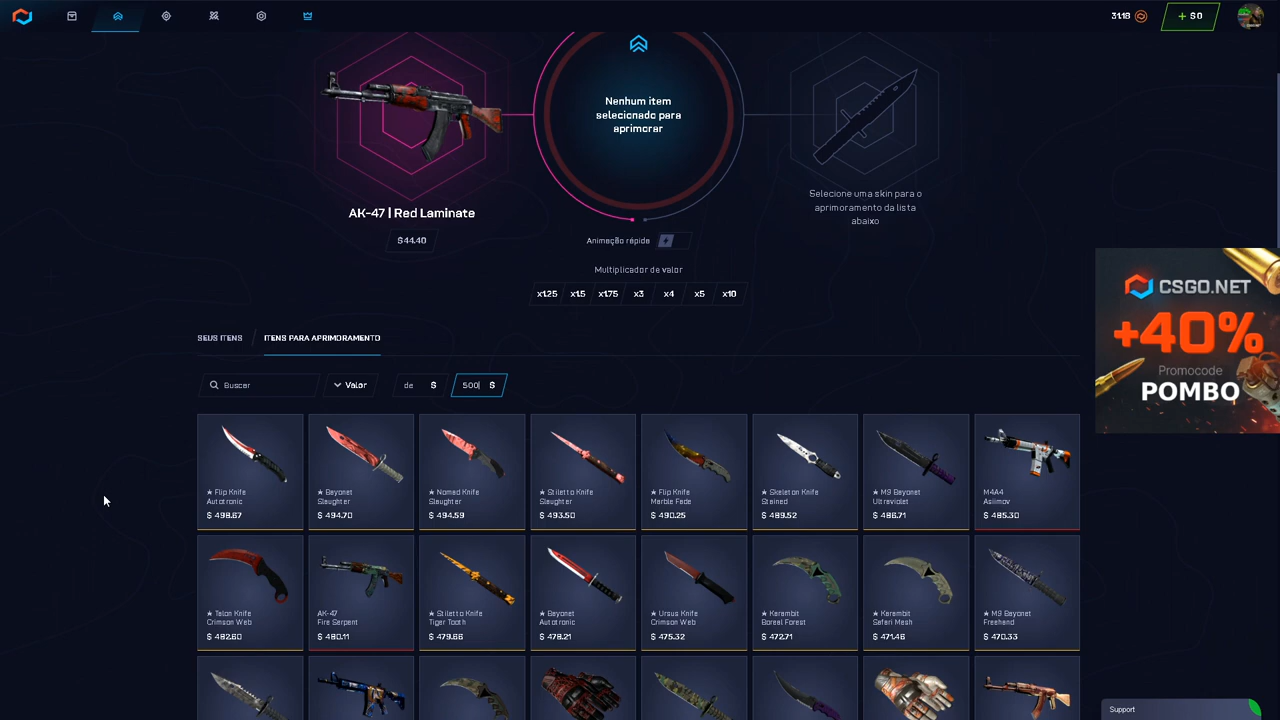 31.18
+ $0
Nenhum item
selecionado para
aprimorar
AK-47 | Red Laminate
$44.40
Selecione uma skin para o
aprimoramento da lista
abaixo
Animação rápida
Multiplicador de valor
x1.25 x1.5 x1.75 x3 x4 x5 x10
SEUS ITENS / ITENS PARA APRIMORAMENTO
Buscar Valor de $ 500 $
CSGO.NET
+40%
Promocode
POMBO
★ Flip Knife
Autotronic
$ 498.67
★ Bayonet
Slaughter
$ 494.70
★ Nomad Knife
Slaughter
$ 494.59
★ Stiletto Knife
Slaughter
$ 493.50
★ Flip Knife
Marble Fade
$ 490.25
★ Skeleton Knife
Stained
$ 489.52
★ M9 Bayonet
Ultraviolet
$ 486.71
M4A4
Asiimov
$ 485.30
★ Talon Knife
Crimson Web
$ 482.60
AK-47
Fire Serpent
$ 480.11
★ Stiletto Knife
Tiger Tooth
$ 479.66
★ Bayonet
Autotronic
$ 478.21
★ Ursus Knife
Crimson Web
$ 475.32
★ Karambit
Boreal Forest
$ 472.71
★ Karambit
Safari Mesh
$ 471.46
★ M9 Bayonet
Freehand
$ 470.33
Support